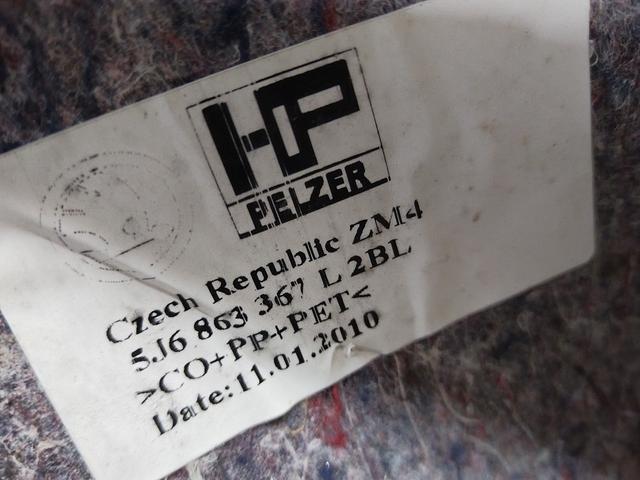 HP
PELZER
Czech Republic ZM4
5J6 863 367 L 2BL
>CO+PP+PET<
Date:11.01.2010